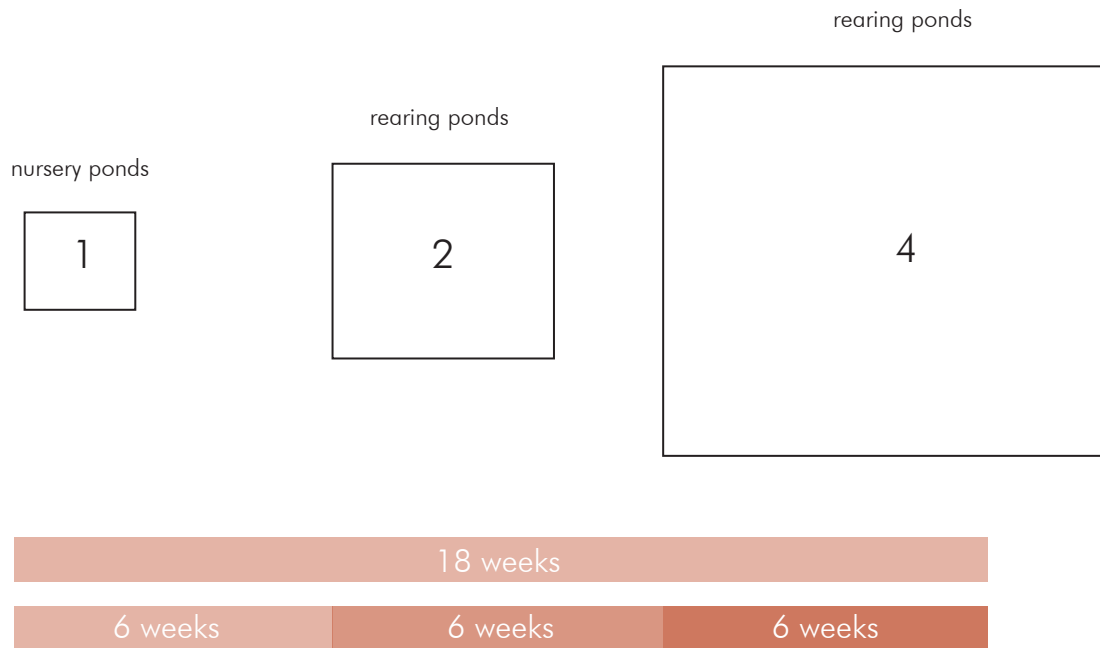 rearing ponds
rearing ponds
nursery ponds
1
2
4
18 weeks
6 weeks
6 weeks
6 weeks